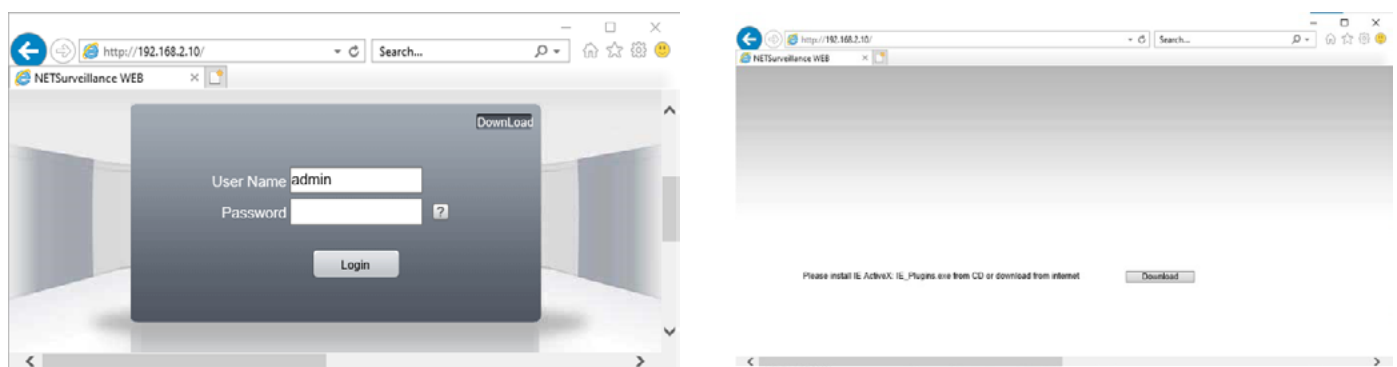 http://192.168.2.10/
Search...
NETSurveillance WEB
DownLoad
User Name admin
Password
?
Login
http://192.168.2.10/
Search...
NETSurveillance WEB
Please install IE ActiveX: IE_Plugins.exe from CD or download from internet
Download